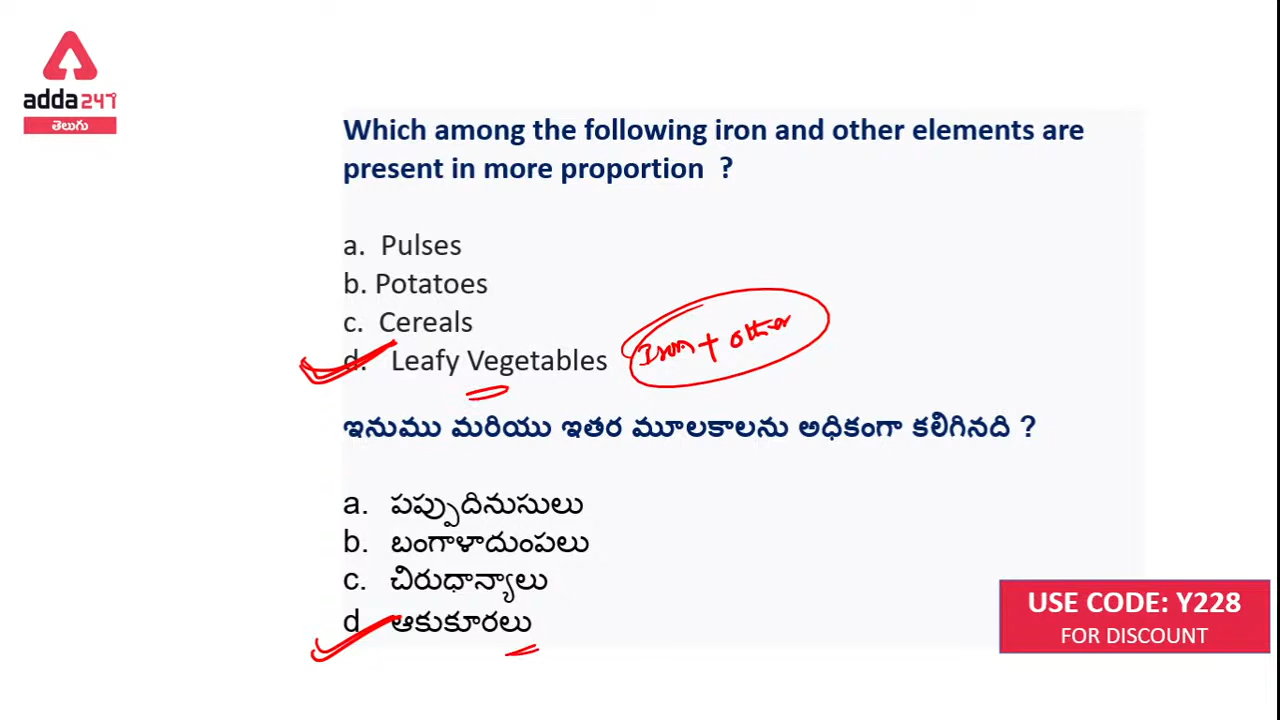 adda247
తెలుగు
Which among the following iron and other elements are
present in more proportion ?
a. Pulses
b. Potatoes
c. Cereals
d. Leafy Vegetables
Iron + other
ఇనుము మరియు ఇతర మూలకాలను అధికంగా కలిగినది ?
a. పప్పుదినుసులు
b. బంగాళాదుంపలు
c. చిరుధాన్యాలు
d ఆకుకూరలు
USE CODE: Y228
FOR DISCOUNT